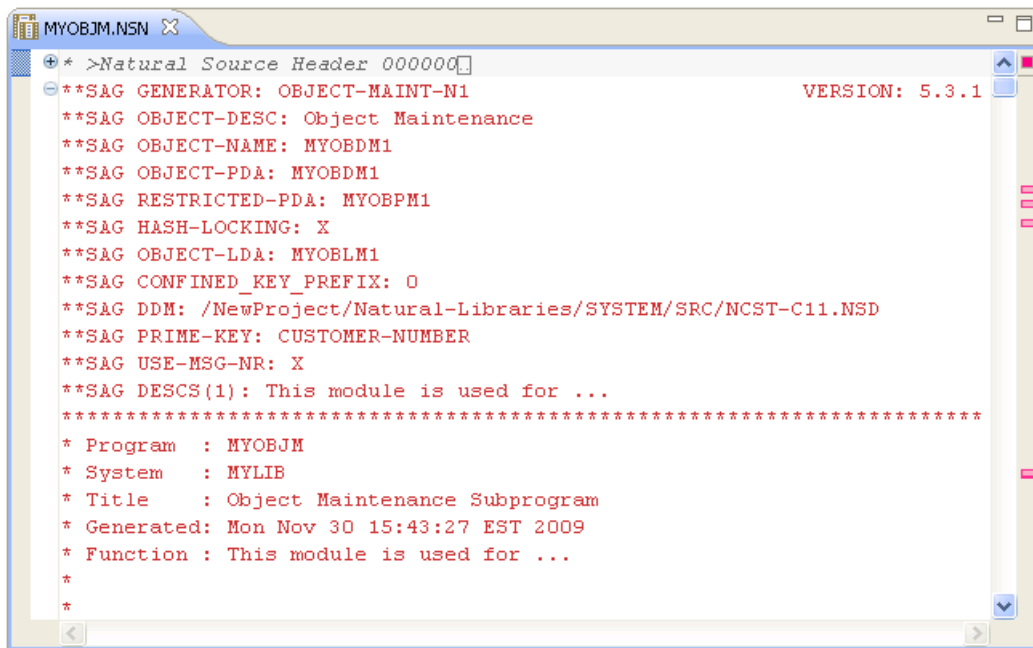 MYOBJM.NSN
* >Natural Source Header 000000
**SAG GENERATOR: OBJECT-MAINT-N1 VERSION: 5.3.1
**SAG OBJECT-DESC: Object Maintenance
**SAG OBJECT-NAME: MYOBDM1
**SAG OBJECT-PDA: MYOBDM1
**SAG RESTRICTED-PDA: MYOBPM1
**SAG HASH-LOCKING: X
**SAG OBJECT-LDA: MYOBLM1
**SAG CONFINED_KEY_PREFIX: O
**SAG DDM: /NewProject/Natural-Libraries/SYSTEM/SRC/NCST-C11.NSD
**SAG PRIME-KEY: CUSTOMER-NUMBER
**SAG USE-MSG-NR: X
**SAG DESCS(1): This module is used for ...
************************************************************************
* Program : MYOBJM
* System : MYLIB
* Title : Object Maintenance Subprogram
* Generated: Mon Nov 30 15:43:27 EST 2009
* Function : This module is used for ...
*
*